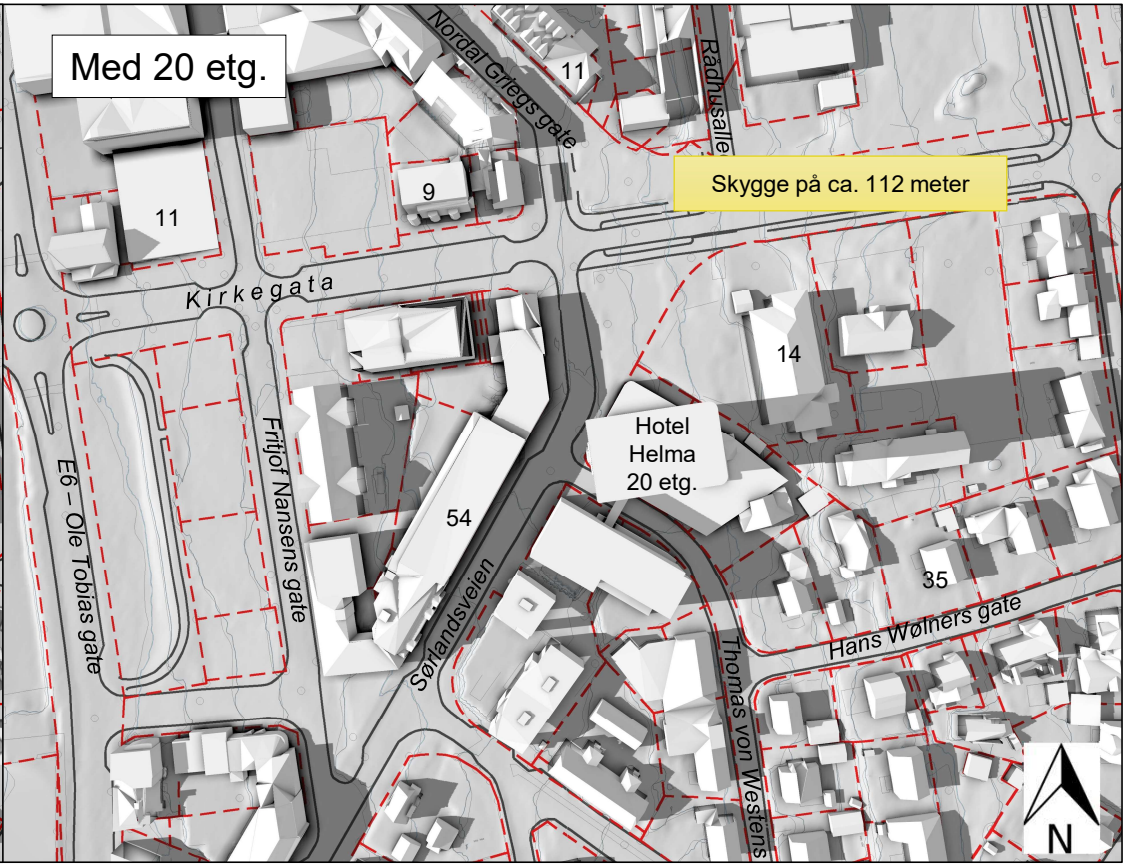 Med 20 etg.
Nordal Griegs gate
11
Rådhusalle
Skygge på ca. 112 meter
9
11
Kirkegata
14
Hotel
Helma
20 etg.
Fritjof Nansens gate
E6 – Ole Tobias gate
54
Sørlandsveien
35
Hans Wølners gate
Thomas von Westens
N